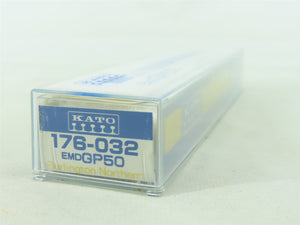 KATO
176-032
EMD GP50
Burlington Northern